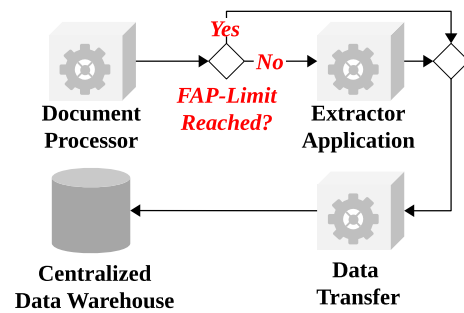 Yes
No
FAP-Limit
Reached?
Document
Processor
Extractor
Application
Centralized
Data Warehouse
Data
Transfer